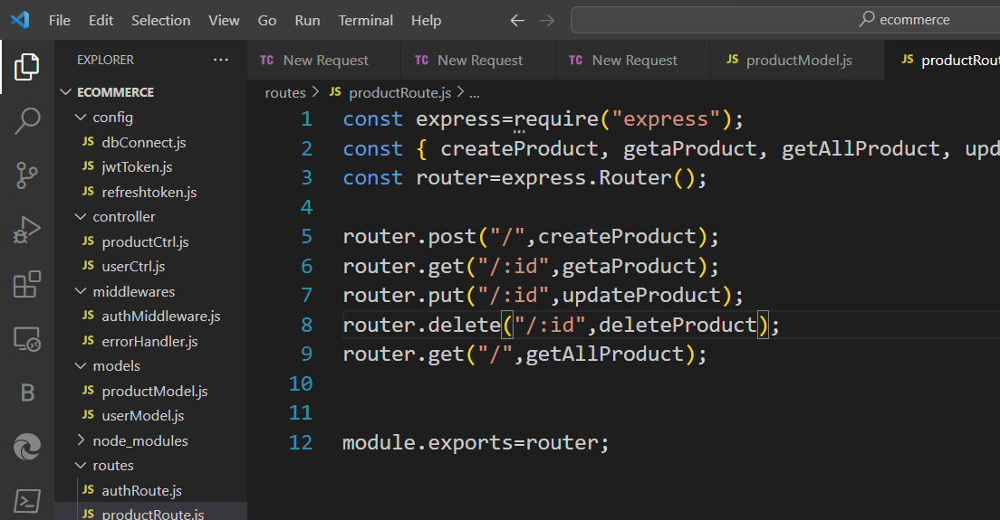 File Edit Selection View Go Run Terminal Help ecommerce
EXPLORER ...
TC New Request TC New Request TC New Request JS productModel.js JS productRout
routes > JS productRoute.js > ...
ECOMMERCE
config
JS dbConnect.js
JS jwtToken.js
JS refreshtoken.js
controller
JS productCtrl.js
JS userCtrl.js
middlewares
JS authMiddleware.js
JS errorHandler.js
models
JS productModel.js
JS userModel.js
node_modules
routes
JS authRoute.js
JS productRoute.js
B
1 const express=require("express");
2 const { createProduct, getaProduct, getAllProduct, upd
3 const router=express.Router();
4
5 router.post("/",createProduct);
6 router.get("/:id",getaProduct);
7 router.put("/:id",updateProduct);
8 router.delete("/:id",deleteProduct);
9 router.get("/",getAllProduct);
10
11
12 module.exports=router;